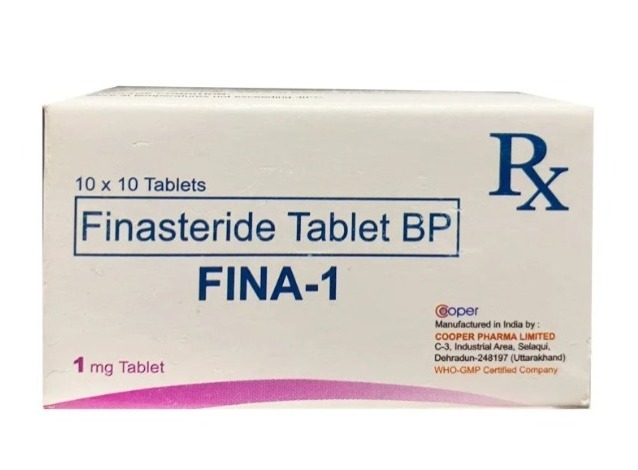 Rx
10 x 10 Tablets
Finasteride Tablet BP
FINA-1
1 mg Tablet
Cooper
Manufactured in India by :
COOPER PHARMA LIMITED
C-3, Industrial Area, Selaqui,
Dehradun-248197 (Uttarakhand)
WHO-GMP Certified Company